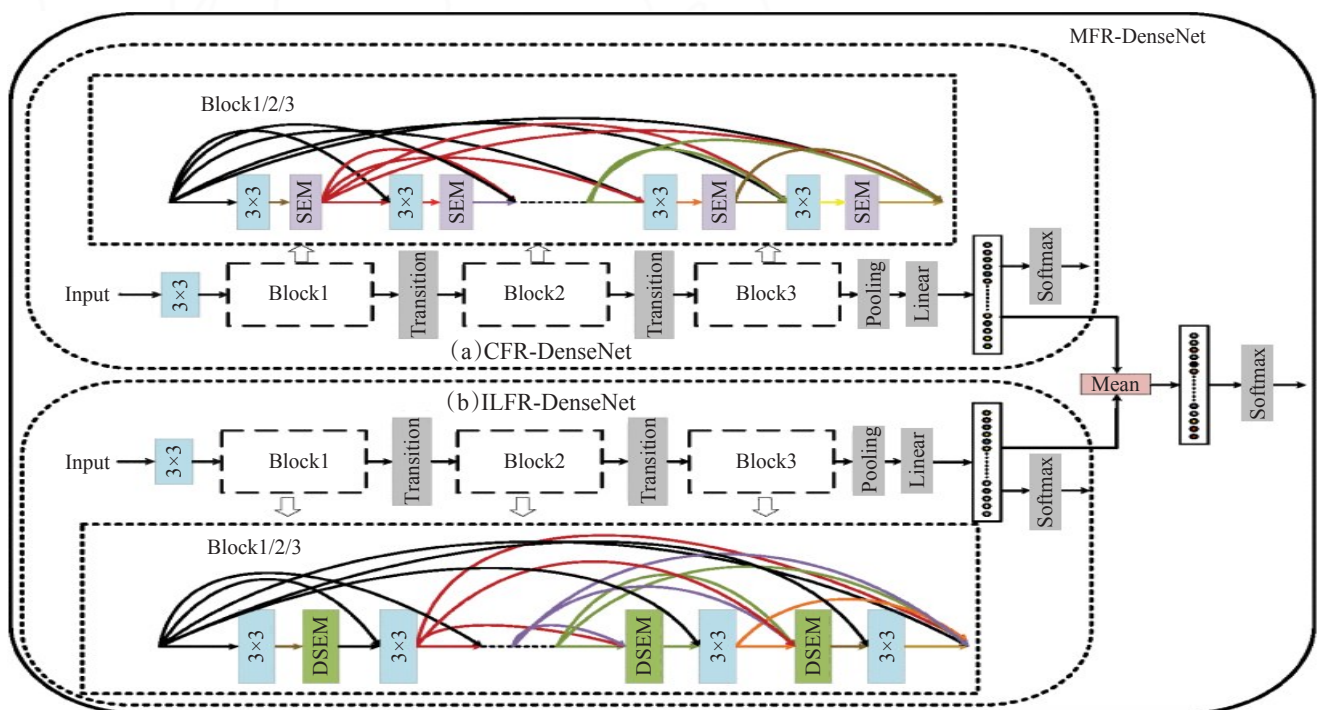 MFR-DenseNet
Block1/2/3
3×3
SEM
3×3
SEM
3×3
SEM
3×3
SEM
Input
3×3
Block1
Transition
Block2
Transition
Block3
Pooling
Linear
Softmax
(a)CFR-DenseNet
Mean
Softmax
(b)ILFR-DenseNet
Input
3×3
Block1
Transition
Block2
Transition
Block3
Pooling
Linear
Softmax
Block1/2/3
3×3
DSEM
3×3
DSEM
3×3
DSEM
3×3